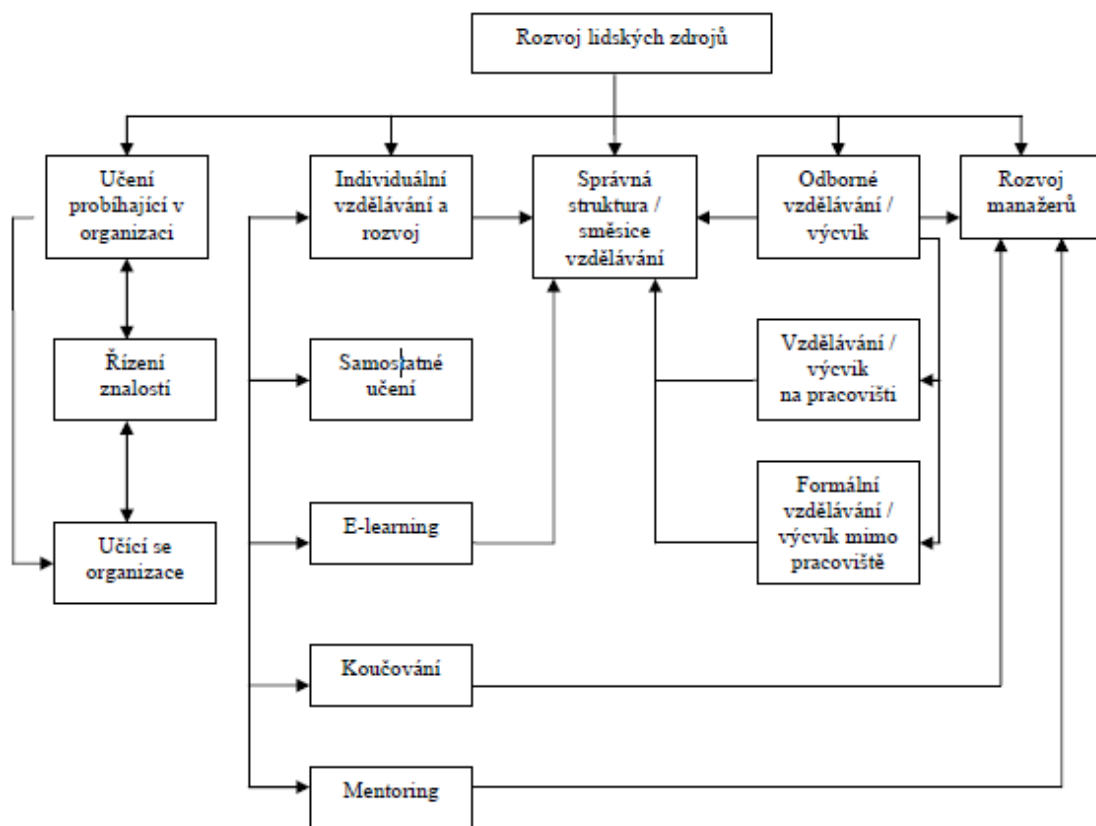 Rozvoj lidských zdrojů
Učení
probíhající v
organizaci
Individuální
vzdělávání a
rozvoj
Správná
struktura /
směsice
vzdělávání
Odborné
vzdělávání /
výcvik
Rozvoj
manažerů
Řízení
znalostí
Samostatné
učení
Vzdělávání /
výcvik
na pracovišti
Učící se
organizace
E-learning
Formální
vzdělávání /
výcvik mimo
pracoviště
Koučování
Mentoring